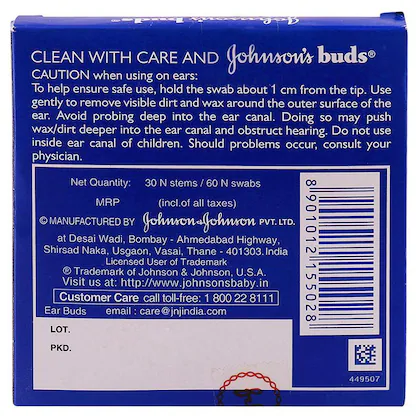 Johnson's buds
CLEAN WITH CARE AND Johnson's buds®
CAUTION when using on ears:
To help ensure safe use, hold the swab about 1 cm from the tip. Use
gently to remove visible dirt and wax around the outer surface of the
ear. Avoid probing deep into the ear canal. Doing so may push
wax/dirt deeper into the ear canal and obstruct hearing. Do not use
inside ear canal of children. Should problems occur, consult your
physician.
Net Quantity: 30 N stems / 60 N swabs
MRP (incl.of all taxes)
© MANUFACTURED BY Johnson & Johnson PVT. LTD.
at Desai Wadi, Bombay - Ahmedabad Highway,
Shirsad Naka, Usgaon, Vasai, Thane - 401303.India
Licensed User of Trademark
® Trademark of Johnson & Johnson, U.S.A.
Visit us at: http://www.johnsonsbaby.in
Customer Care call toll-free: 1 800 22 8111
Ear Buds email : care@jnjindia.com
LOT.
PKD.
8901012155028
449507